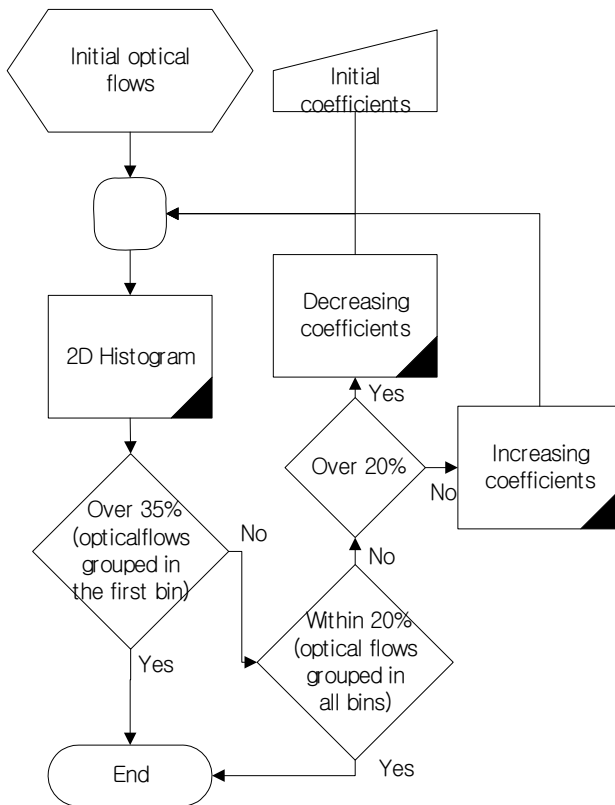 Initial optical
flows
Initial
coefficients
2D Histogram
Decreasing
coefficients
Yes
Over 20%
No
Increasing
coefficients
Over 35%
(opticalflows
grouped in
the first bin)
No
No
Within 20%
(optical flows
grouped in
all bins)
Yes
Yes
End